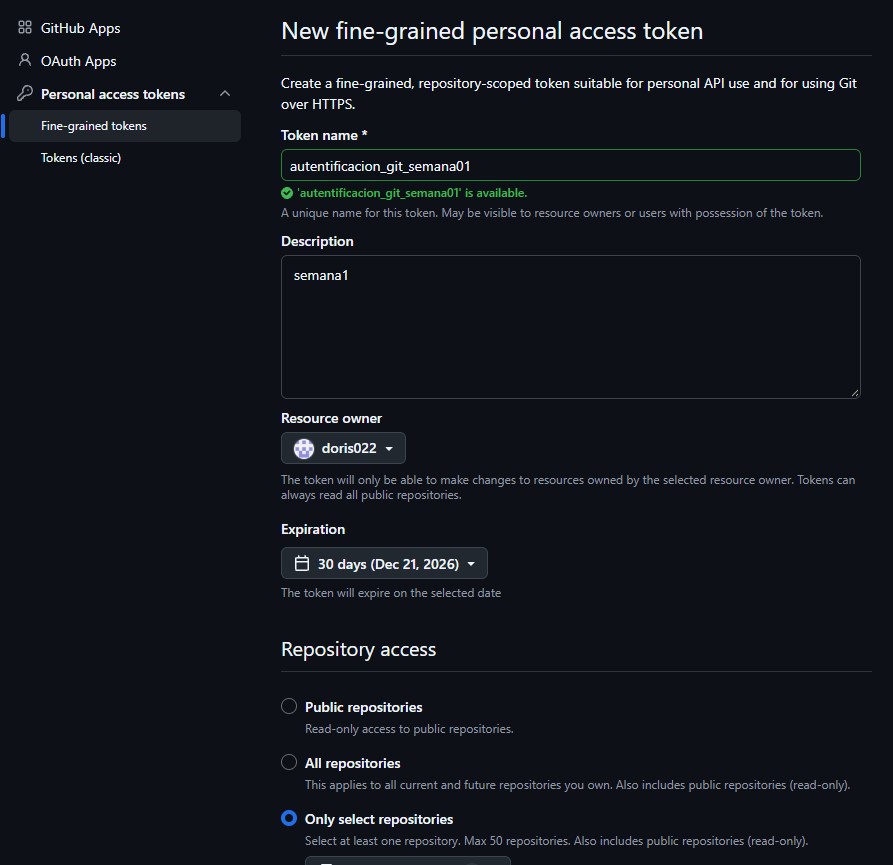 GitHub Apps
OAuth Apps
Personal access tokens
Fine-grained tokens
Tokens (classic)
New fine-grained personal access token
Create a fine-grained, repository-scoped token suitable for personal API use and for using Git
over HTTPS.
Token name *
autentificacion_git_semana01
'autentificacion_git_semana01' is available.
A unique name for this token. May be visible to resource owners or users with possession of the token.
Description
semana1
Resource owner
doris022
The token will only be able to make changes to resources owned by the selected resource owner. Tokens can
always read all public repositories.
Expiration
30 days (Dec 21, 2026)
The token will expire on the selected date
Repository access
Public repositories
Read-only access to public repositories.
All repositories
This applies to all current and future repositories you own. Also includes public repositories (read-only).
Only select repositories
Select at least one repository. Max 50 repositories. Also includes public repositories (read-only).